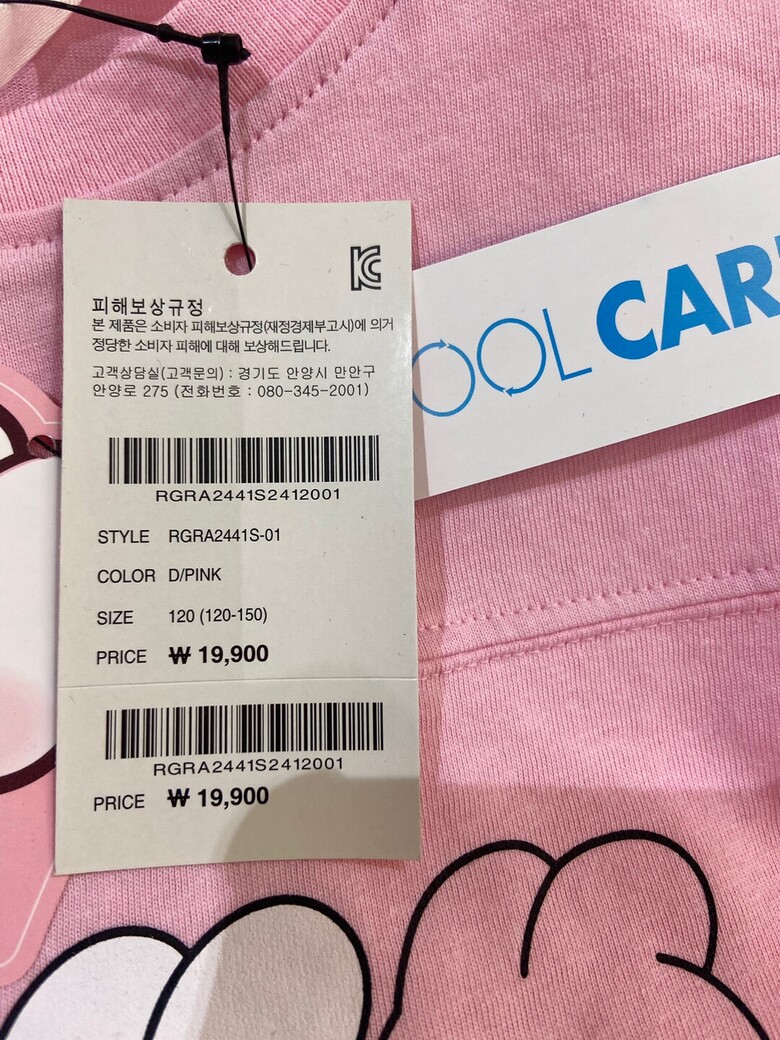 피해보상규정
본 제품은 소비자 피해보상규정(재정경제부고시)에 의거
정당한 소비자 피해에 대해 보상해드립니다.
고객상담실(고객문의) : 경기도 안양시 만안구
안양로 275 (전화번호 : 080-345-2001)
RGRA2441S2412001
STYLE RGRA2441S-01
COLOR D/PINK
SIZE 120 (120-150)
PRICE ₩ 19,900
RGRA2441S2412001
PRICE ₩ 19,900
OOL CAR